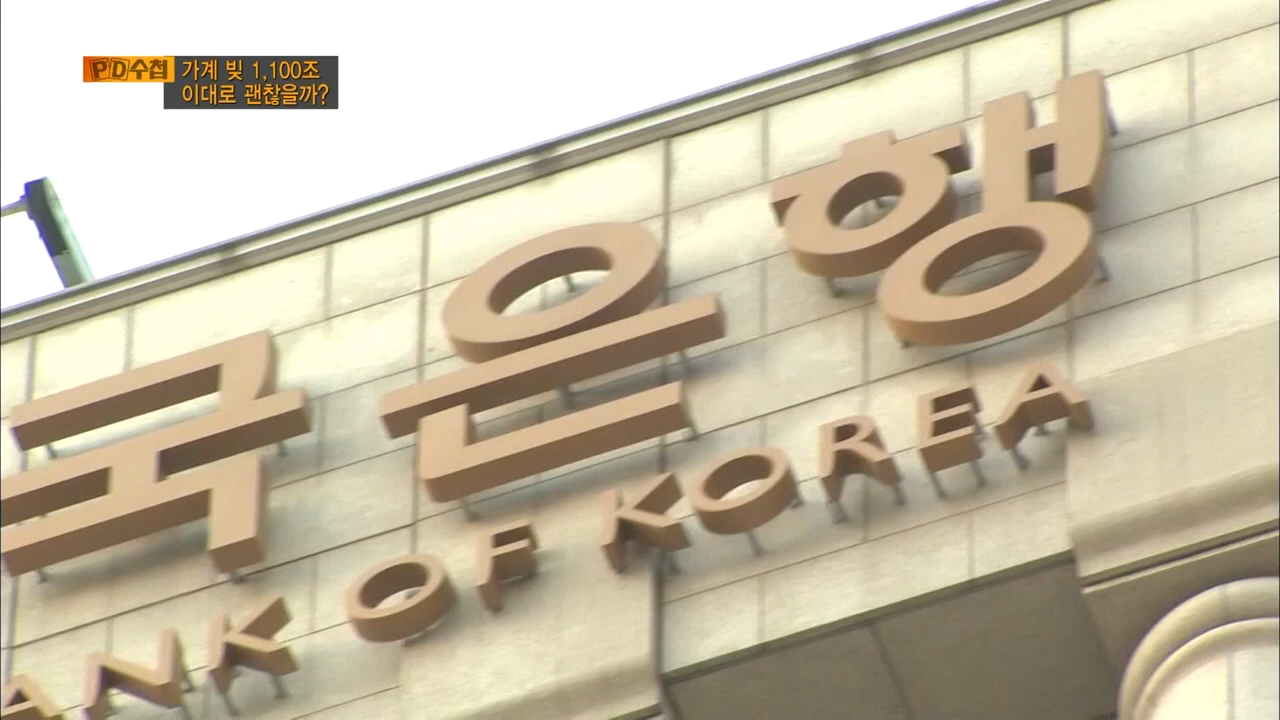 PD수첩
가계 빚 1,100조
이대로 괜찮을까?
국은행
ANK OF KOREA